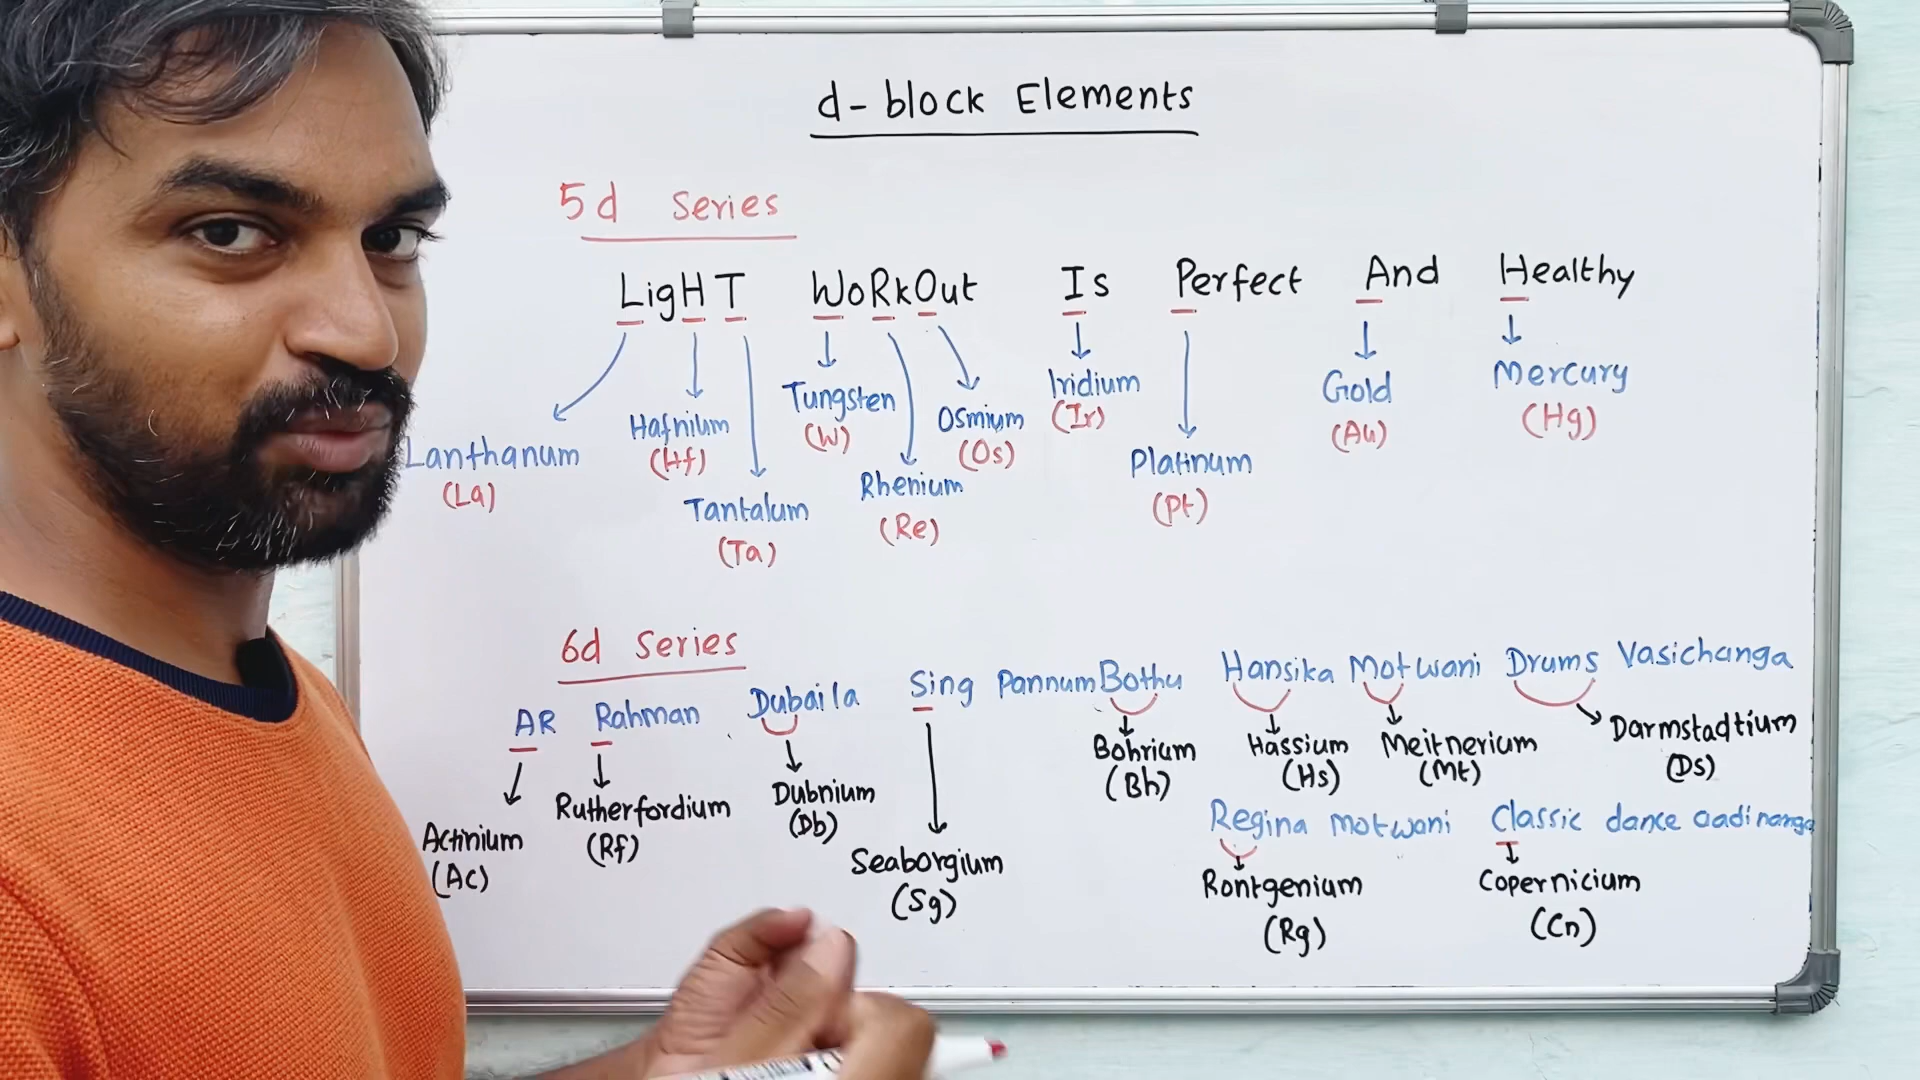 d-block Elements
5d Series
LigHT WoRkOut Is Perfect And Healthy
Lanthanum (La)
Hafnium (Hf)
Tantalum (Ta)
Tungsten (W)
Rhenium (Re)
Osmium (Os)
Iridium (Ir)
Platinum (Pt)
Gold (Au)
Mercury (Hg)
6d Series
AR Rahman Dubaila Sing PannumBothu Hansika Motwani Drums Vasichanga
Actinium (Ac)
Rutherfordium (Rf)
Dubnium (Db)
Seaborgium (Sg)
Bohrium (Bh)
Hassium (Hs)
Meitnerium (Mt)
Darmstadtium (Ds)
Regina Motwani Classic dance aadinanga
Rontgenium (Rg)
Copernicium (Cn)